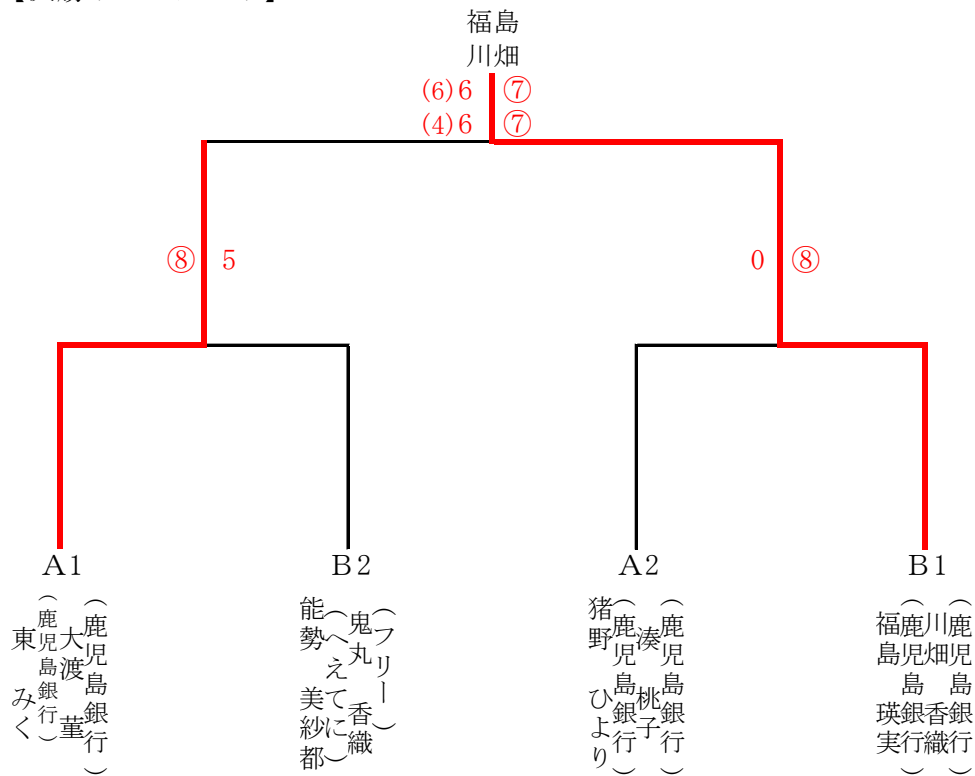 福島
川畑
(6)6 ⑦
(4)6 ⑦
⑧ 5
0 ⑧
A1
B2
A2
B1
東 みく
(鹿児島銀行)
大渡 菫
(鹿児島銀行)
能勢 美紗都
(へえてに)
鬼丸 香織
(フリー)
猪野 ひより
(鹿児島銀行)
湊 桃子
(鹿児島銀行)
福島 瑛実
(鹿児島銀行)
川畑 香織
(鹿児島銀行)